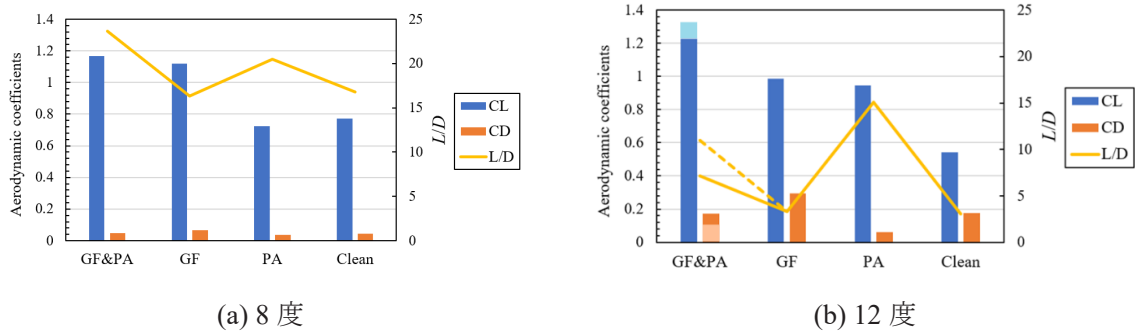 1.4
1.2
1
0.8
0.6
0.4
0.2
0
Aerodynamic coefficients
25
20
15
10
5
0
L/D
GF&PA GF PA Clean
CL
CD
L/D
(a) 8 度
1.4
1.2
1
0.8
0.6
0.4
0.2
0
Aerodynamic coefficients
25
20
15
10
5
0
L/D
GF&PA GF PA Clean
CL
CD
L/D
(b) 12 度